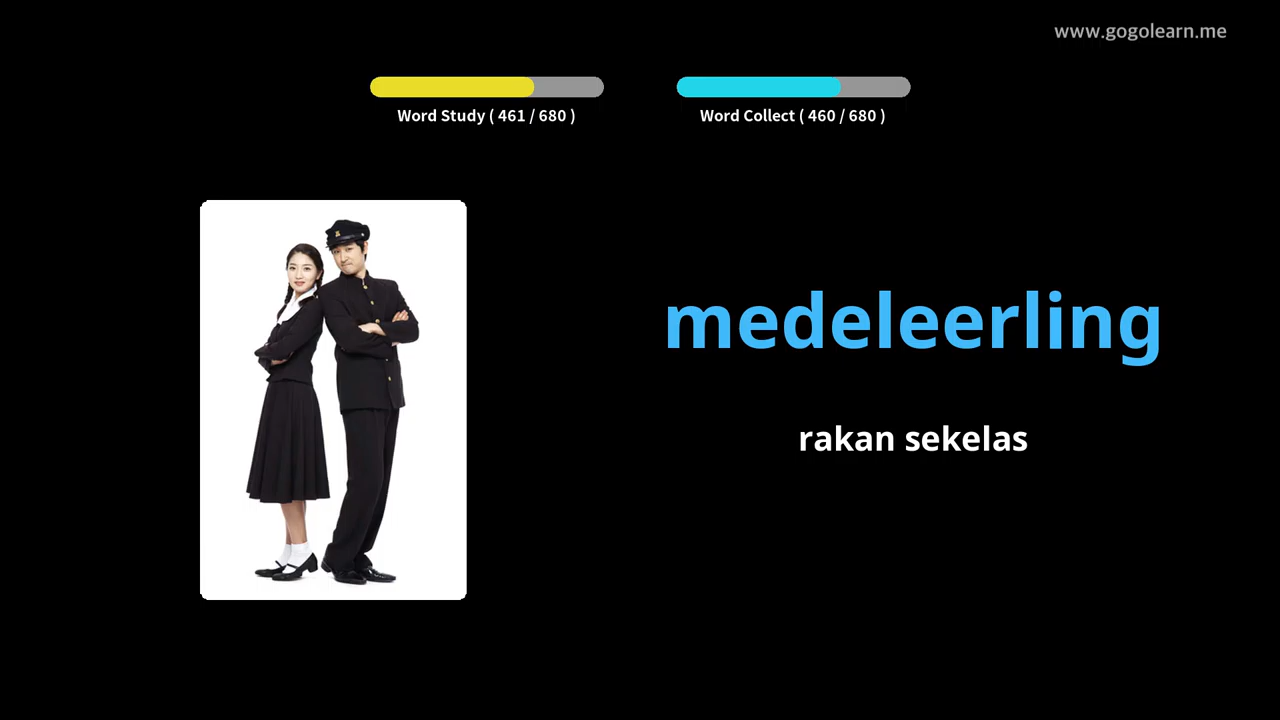 www.gogolearn.me
Word Study ( 461 / 680 )
Word Collect ( 460 / 680 )
medeleerling
rakan sekelas